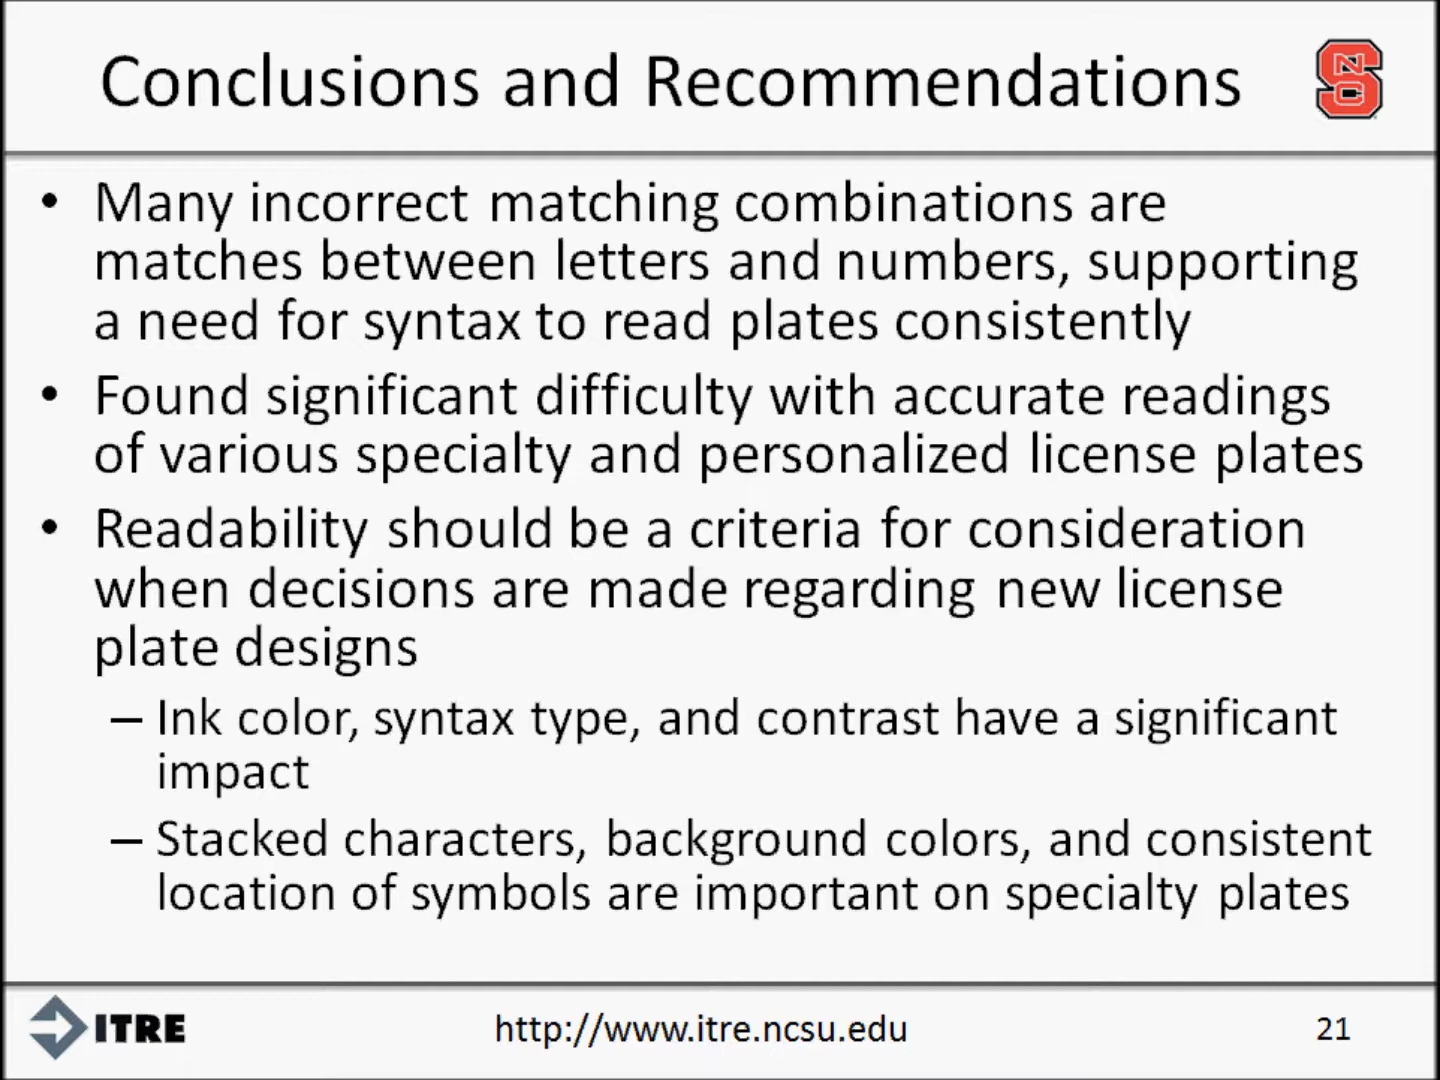 Conclusions and Recommendations
NC
• Many incorrect matching combinations are
matches between letters and numbers, supporting
a need for syntax to read plates consistently
• Found significant difficulty with accurate readings
of various specialty and personalized license plates
• Readability should be a criteria for consideration
when decisions are made regarding new license
plate designs
– Ink color, syntax type, and contrast have a significant
impact
– Stacked characters, background colors, and consistent
location of symbols are important on specialty plates
ITRE
http://www.itre.ncsu.edu
21